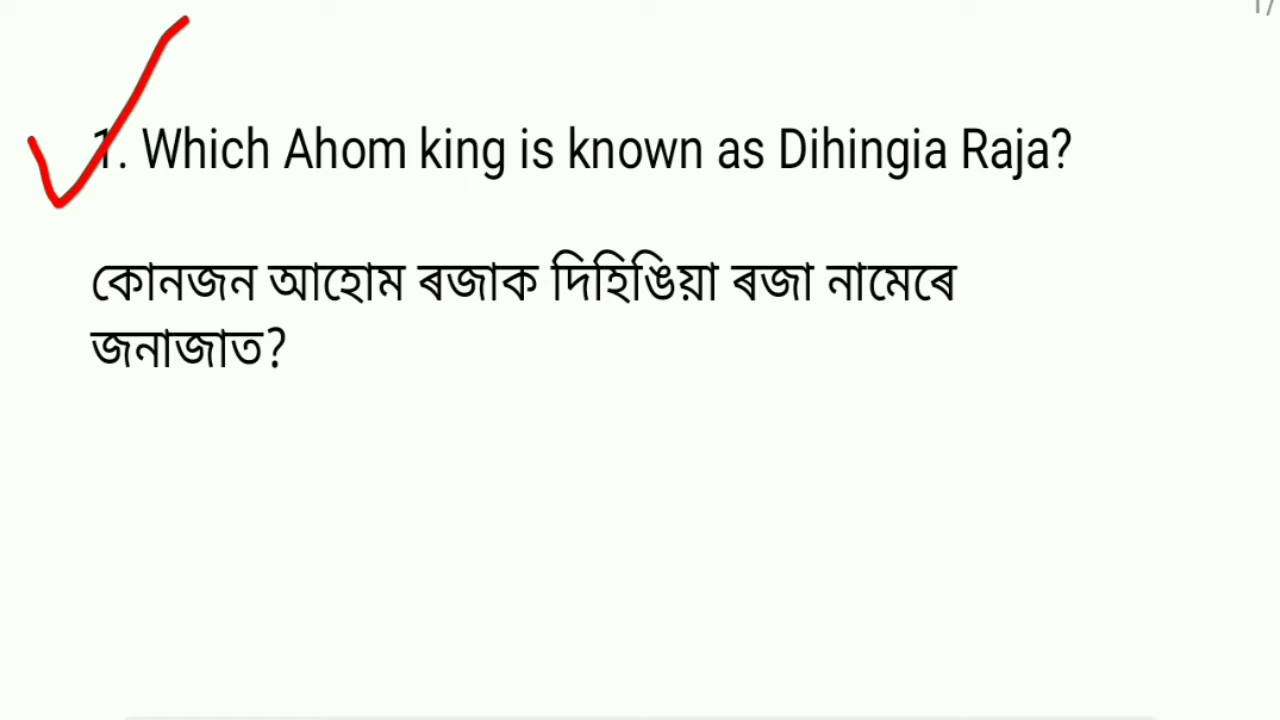 1. Which Ahom king is known as Dihingia Raja?
কোনজন আহোম ৰজাক দিহিঙিয়া ৰজা নামেৰে
জনাজাত?